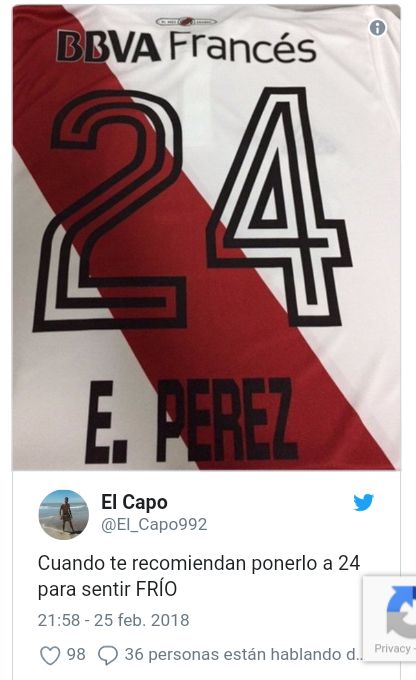 BBVA Francés
24
E. PEREZ
El Capo
@El_Capo992
Cuando te recomiendan ponerlo a 24
para sentir FRÍO
21:58 - 25 feb. 2018
98 36 personas están hablando d...
Privacy -